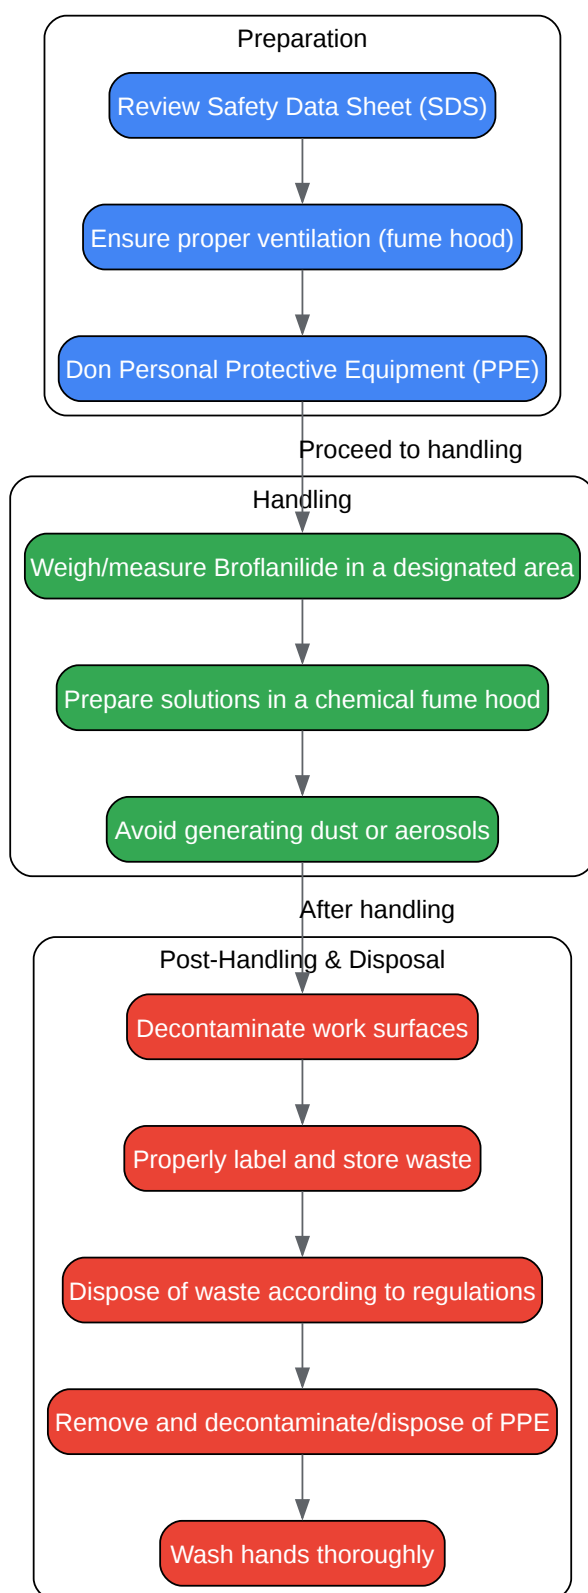 Preparation
Review Safety Data Sheet (SDS)
Ensure proper ventilation (fume hood)
Don Personal Protective Equipment (PPE)
Proceed to handling
Handling
Weigh/measure Broflanilide in a designated area
Prepare solutions in a chemical fume hood
Avoid generating dust or aerosols
After handling
Post-Handling & Disposal
Decontaminate work surfaces
Properly label and store waste
Dispose of waste according to regulations
Remove and decontaminate/dispose of PPE
Wash hands thoroughly